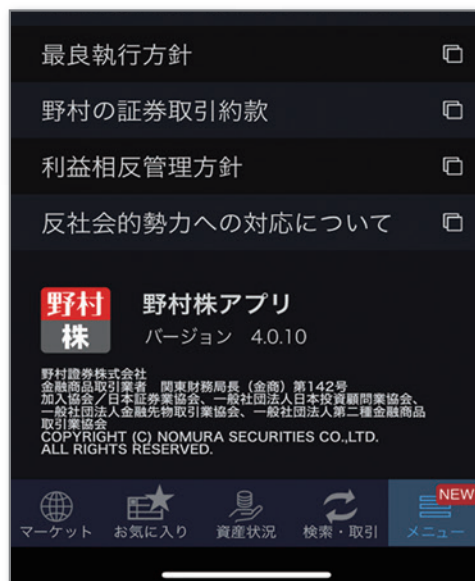 最良執行方針
野村の証券取引約款
利益相反管理方針
反社会的勢力への対応について
野村
株
野村株アプリ
バージョン 4.0.10
野村證券株式会社
金融商品取引業者 関東財務局長（金商）第142号
加入協会／日本証券業協会、一般社団法人日本投資顧問業協会、
一般社団法人金融先物取引業協会、一般社団法人第二種金融商品
取引業協会
COPYRIGHT (C) NOMURA SECURITIES CO.,LTD.
ALL RIGHTS RESERVED.
NEW
マーケット お気に入り 資産状況 検索・取引 メニュー